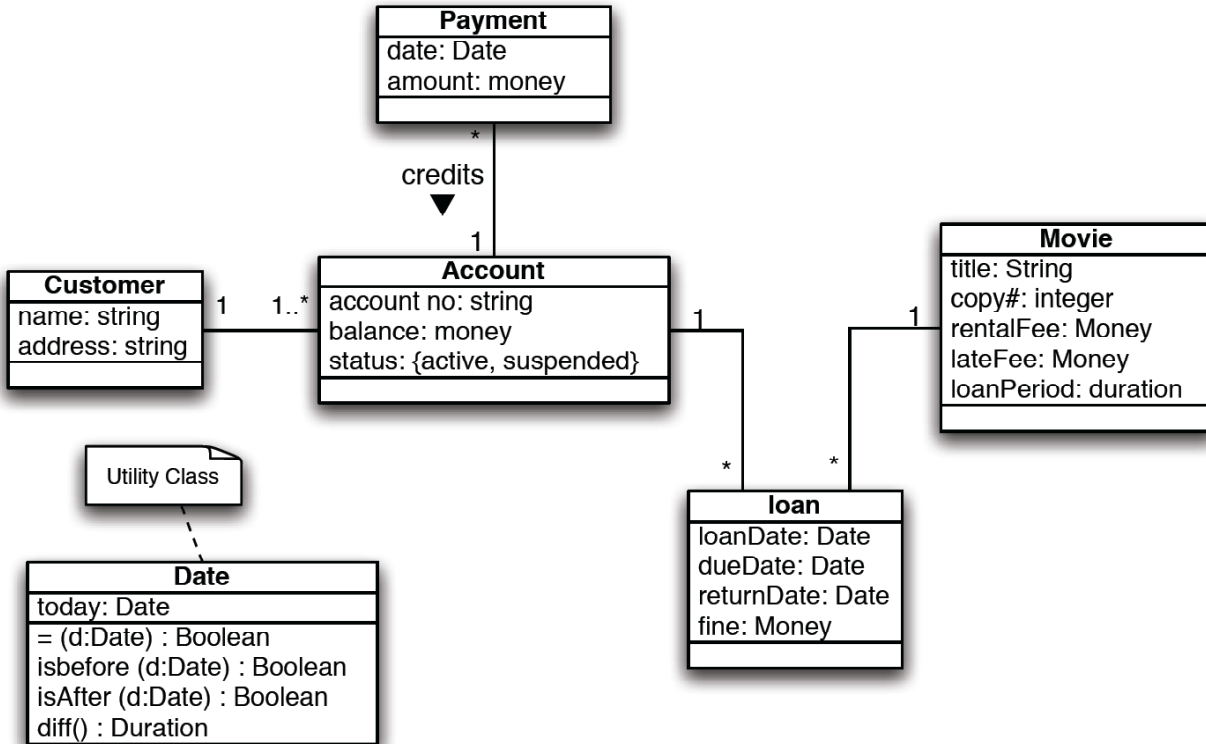 Payment
date: Date
amount: money
*
credits
1
Customer
name: string
address: string
1
1..*
Account
account no: string
balance: money
status: {active, suspended}
1
*
Movie
title: String
copy#: integer
rentalFee: Money
lateFee: Money
loanPeriod: duration
1
*
loan
loanDate: Date
dueDate: Date
returnDate: Date
fine: Money
Utility Class
Date
today: Date
= (d:Date) : Boolean
isbefore (d:Date) : Boolean
isAfter (d:Date) : Boolean
diff() : Duration